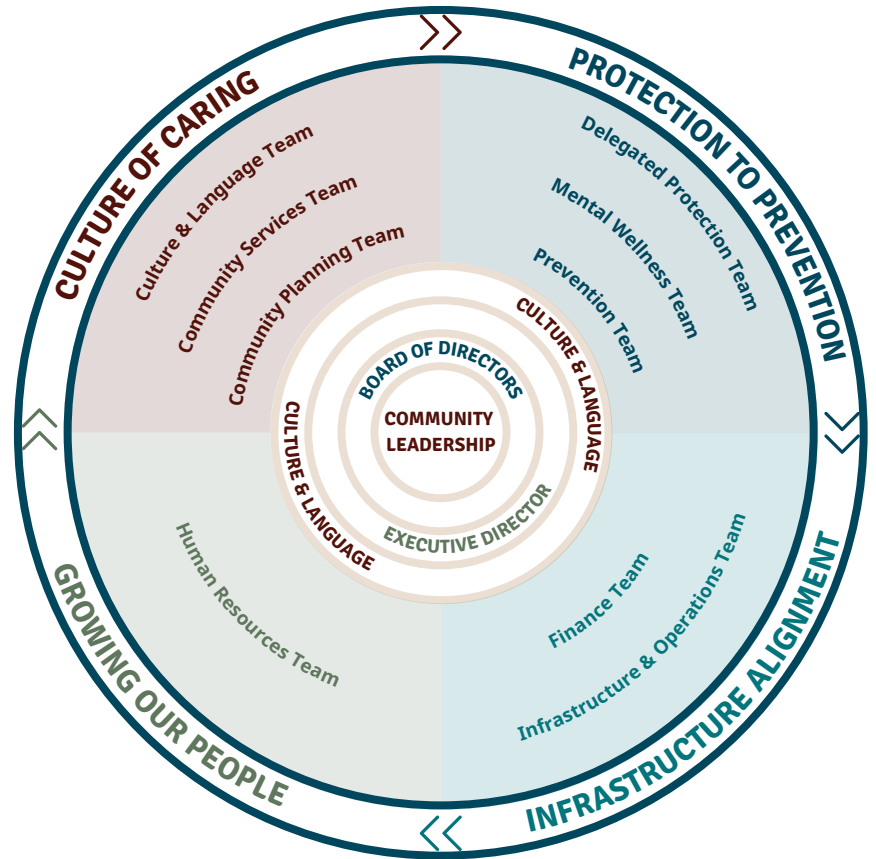 CULTURE OF CARING
Culture & Language Team
Community Services Team
Community Planning Team
PROTECTION TO PREVENTION
Delegated Protection Team
Mental Wellness Team
Prevention Team
CULTURE & LANGUAGE
BOARD OF DIRECTORS
COMMUNITY
LEADERSHIP
EXECUTIVE DIRECTOR
CULTURE & LANGUAGE
GROWING OUR PEOPLE
Human Resources Team
Finance Team
Infrastructure & Operations Team
INFRASTRUCTURE ALIGNMENT